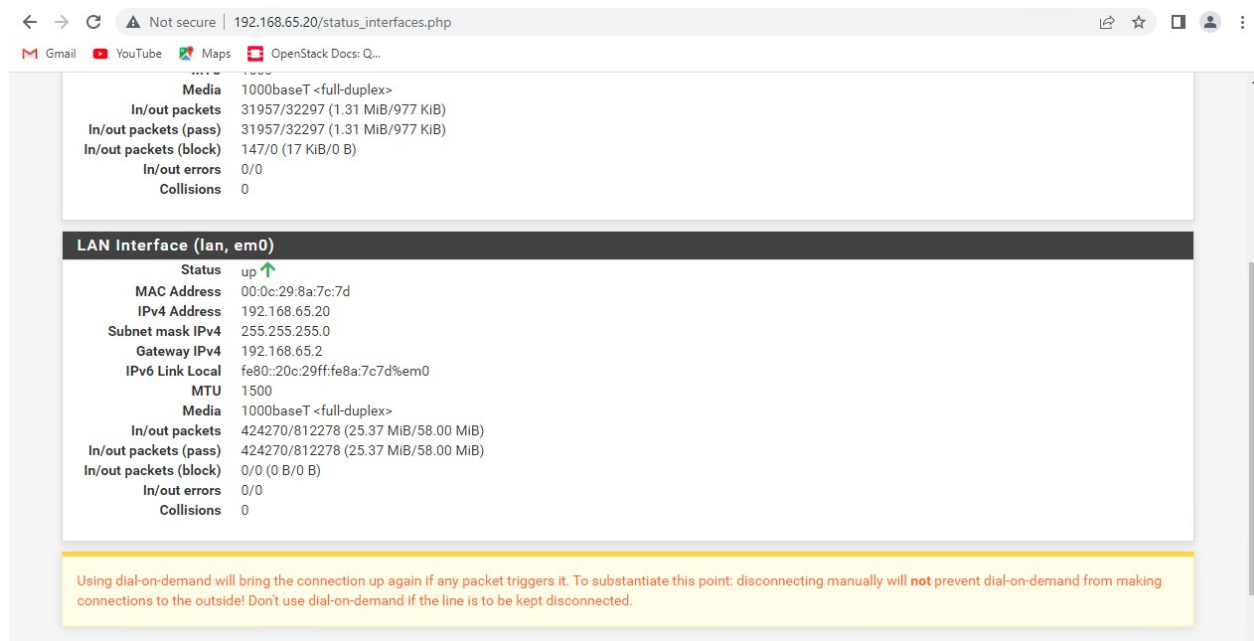 Not secure | 192.168.65.20/status_interfaces.php
Gmail YouTube Maps OpenStack Docs: Q...
Media 1000baseT <full-duplex>
In/out packets 31957/32297 (1.31 MiB/977 KiB)
In/out packets (pass) 31957/32297 (1.31 MiB/977 KiB)
In/out packets (block) 147/0 (17 KiB/0 B)
In/out errors 0/0
Collisions 0
LAN Interface (lan, em0)
Status up
MAC Address 00:0c:29:8a:7c:7d
IPv4 Address 192.168.65.20
Subnet mask IPv4 255.255.255.0
Gateway IPv4 192.168.65.2
IPv6 Link Local fe80::20c:29ff:fe8a:7c7d%em0
MTU 1500
Media 1000baseT <full-duplex>
In/out packets 424270/812278 (25.37 MiB/58.00 MiB)
In/out packets (pass) 424270/812278 (25.37 MiB/58.00 MiB)
In/out packets (block) 0/0 (0 B/0 B)
In/out errors 0/0
Collisions 0
Using dial-on-demand will bring the connection up again if any packet triggers it. To substantiate this point: disconnecting manually will not prevent dial-on-demand from making
connections to the outside! Don't use dial-on-demand if the line is to be kept disconnected.